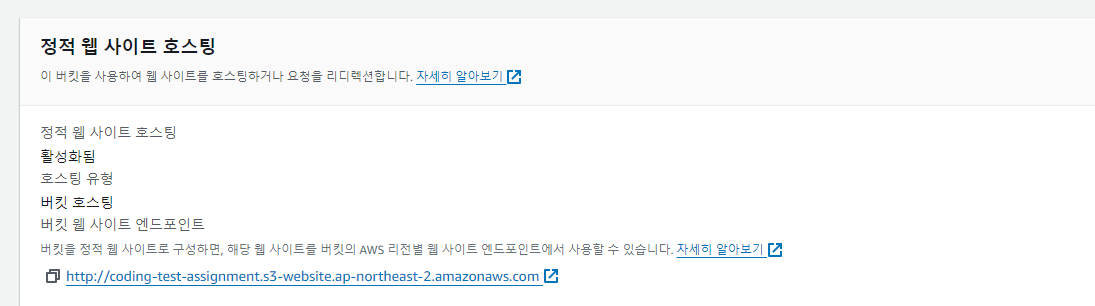 정적 웹 사이트 호스팅
이 버킷을 사용하여 웹 사이트를 호스팅하거나 요청을 리디렉션합니다. 자세히 알아보기
정적 웹 사이트 호스팅
활성화됨
호스팅 유형
버킷 호스팅
버킷 웹 사이트 엔드포인트
버킷을 정적 웹 사이트로 구성하면, 해당 웹 사이트를 버킷의 AWS 리전별 웹 사이트 엔드포인트에서 사용할 수 있습니다. 자세히 알아보기
http://coding-test-assignment.s3-website.ap-northeast-2.amazonaws.com